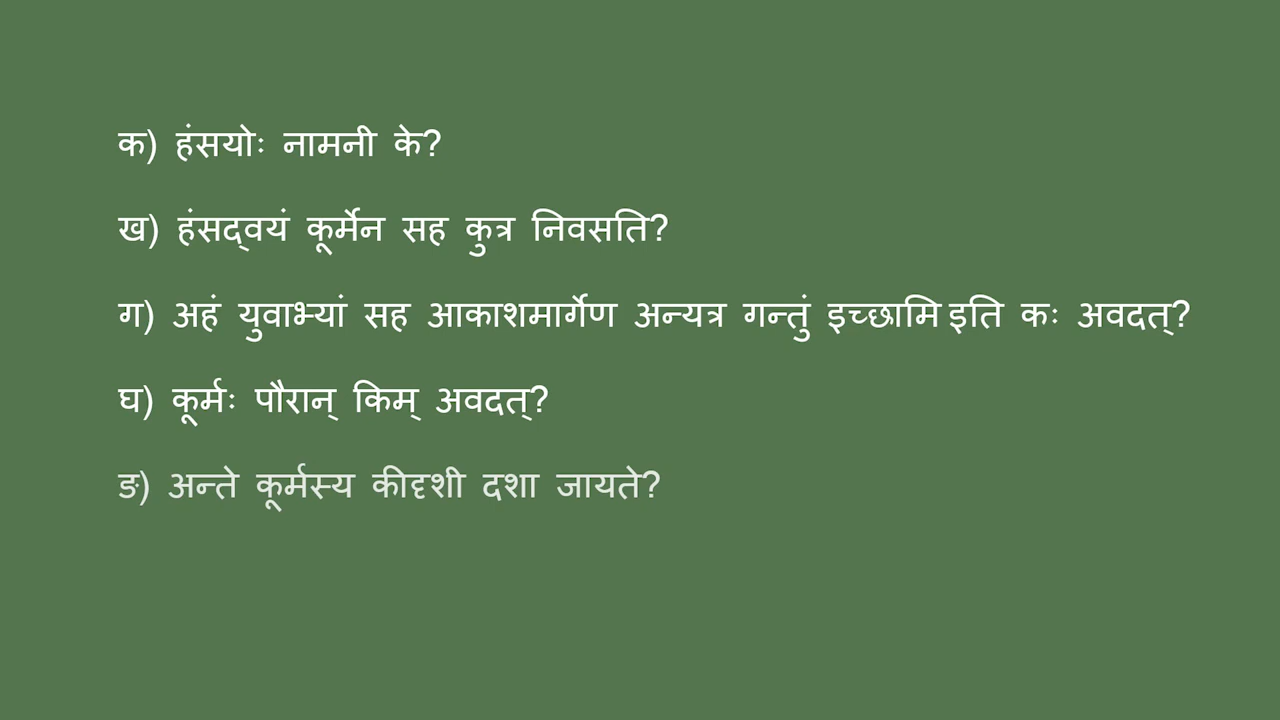 क) हंसयोः नामनी के?
ख) हंसद्वयं कूर्मेन सह कुत्र निवसति?
ग) अहं युवाभ्यां सह आकाशमार्गेण अन्यत्र गन्तुं इच्छामि इति कः अवदत्?
घ) कूर्मः पौरान् किम् अवदत्?
ङ) अन्ते कूर्मस्य कीदृशी दशा जायते?